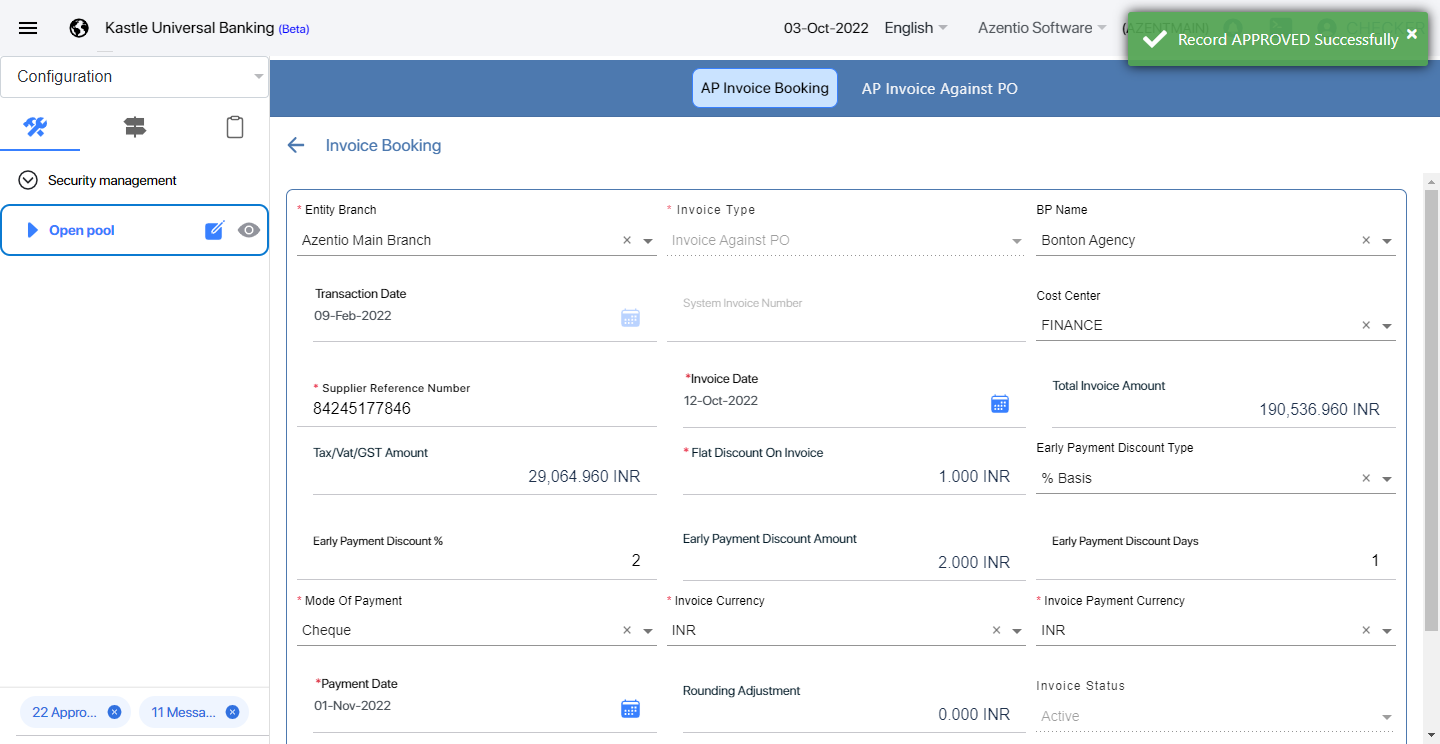 Kastle Universal Banking (Beta)
03-Oct-2022 English Azentio Software (AZENTMAIN) CHECKER
Record APPROVED Successfully
Configuration
AP Invoice Booking AP Invoice Against PO
Invoice Booking
Security management
Open pool
* Entity Branch * Invoice Type BP Name
Azentio Main Branch Invoice Against PO Bonton Agency
Transaction Date System Invoice Number Cost Center
09-Feb-2022 FINANCE
* Supplier Reference Number *Invoice Date Total Invoice Amount
84245177846 12-Oct-2022 190,536.960 INR
Tax/Vat/GST Amount * Flat Discount On Invoice Early Payment Discount Type
29,064.960 INR 1.000 INR % Basis
Early Payment Discount % Early Payment Discount Amount Early Payment Discount Days
2 2.000 INR 1
* Mode Of Payment * Invoice Currency * Invoice Payment Currency
Cheque INR INR
*Payment Date Rounding Adjustment Invoice Status
01-Nov-2022 0.000 INR Active
22 Appro... 11 Messa...